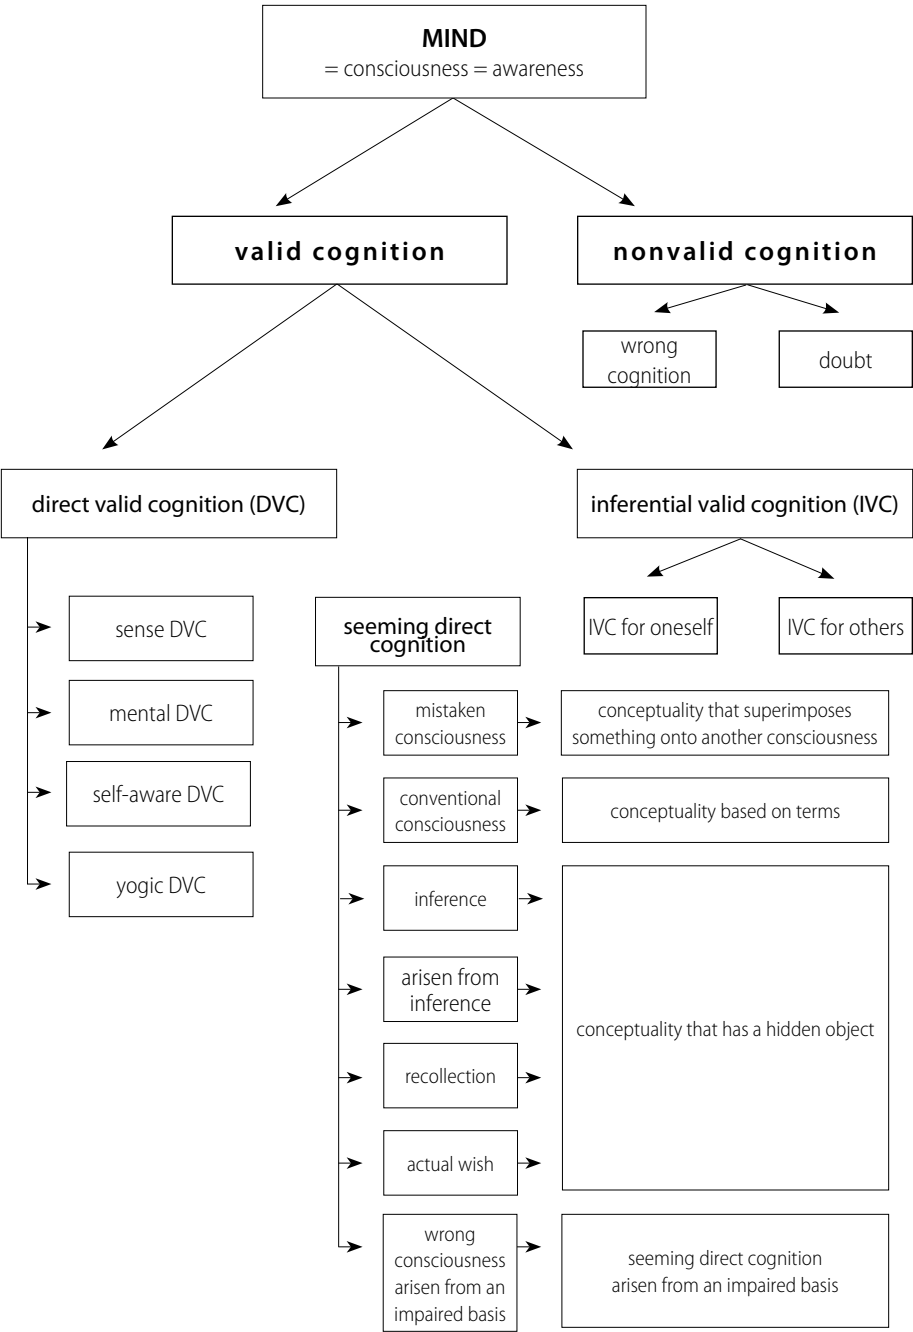 MIND
= consciousness = awareness
valid cognition
nonvalid cognition
wrong
cognition
doubt
direct valid cognition (DVC)
inferential valid cognition (IVC)
sense DVC
mental DVC
self-aware DVC
yogic DVC
IVC for oneself
IVC for others
seeming direct
cognition
mistaken
consciousness
conceptuality that superimposes
something onto another consciousness
conventional
consciousness
conceptuality based on terms
inference
arisen from
inference
recollection
actual wish
conceptuality that has a hidden object
wrong
consciousness
arisen from an
impaired basis
seeming direct cognition
arisen from an impaired basis